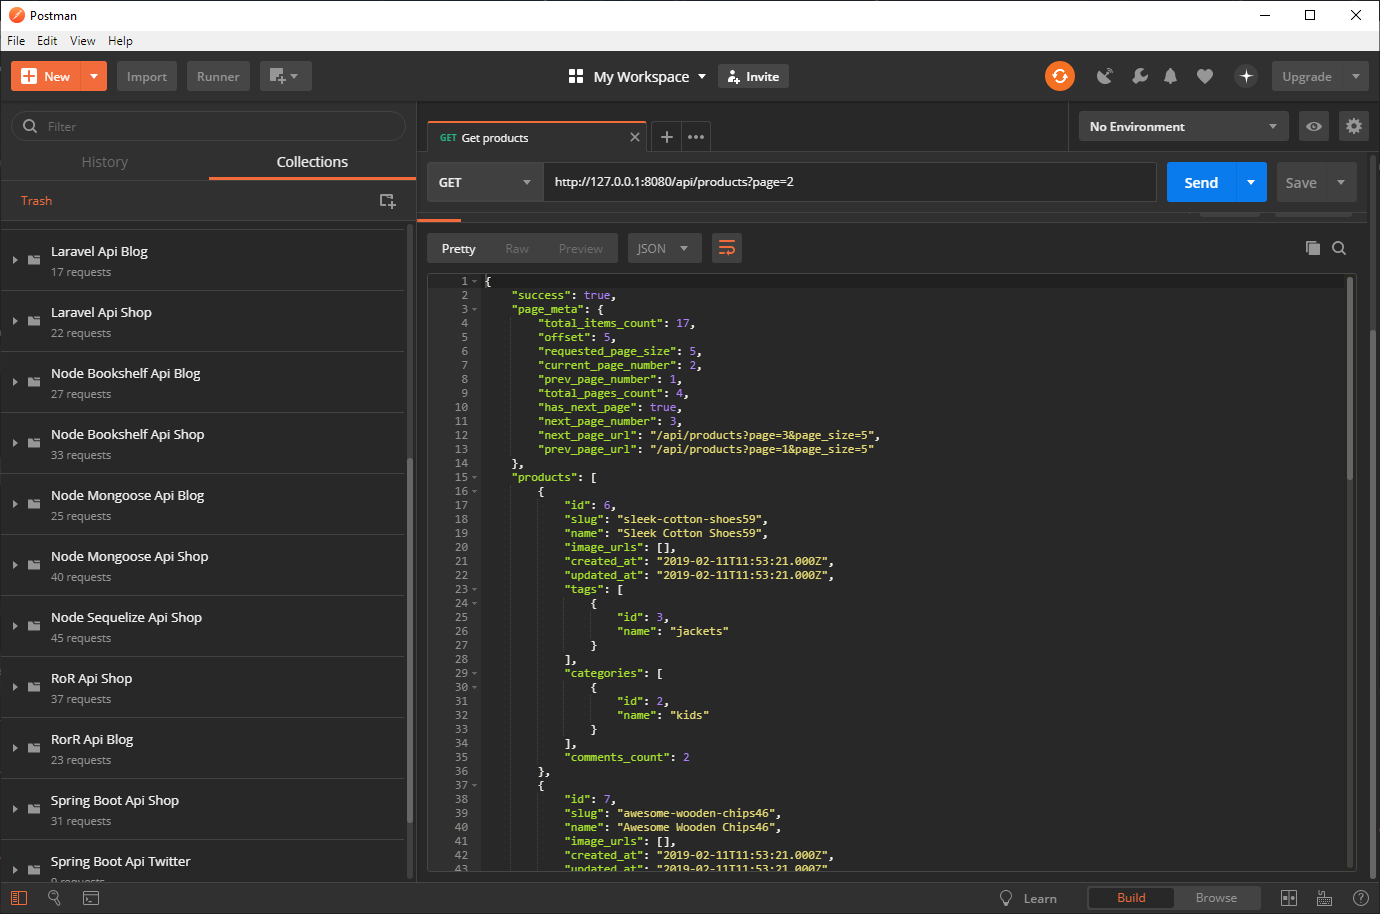 Postman
File Edit View Help
New Import Runner My Workspace Invite Upgrade
Filter
History Collections
Trash
Laravel Api Blog
17 requests
Laravel Api Shop
22 requests
Node Bookshelf Api Blog
27 requests
Node Bookshelf Api Shop
33 requests
Node Mongoose Api Blog
25 requests
Node Mongoose Api Shop
40 requests
Node Sequelize Api Shop
45 requests
RoR Api Shop
37 requests
RorR Api Blog
23 requests
Spring Boot Api Shop
31 requests
Spring Boot Api Twitter
9 requests
GET Get products
No Environment
GET http://127.0.0.1:8080/api/products?page=2 Send Save
Pretty Raw Preview JSON
1 {
2 "success": true,
3 "page_meta": {
4 "total_items_count": 17,
5 "offset": 5,
6 "requested_page_size": 5,
7 "current_page_number": 2,
8 "prev_page_number": 1,
9 "total_pages_count": 4,
10 "has_next_page": true,
11 "next_page_number": 3,
12 "next_page_url": "/api/products?page=3&page_size=5",
13 "prev_page_url": "/api/products?page=1&page_size=5"
14 },
15 "products": [
16 {
17 "id": 6,
18 "slug": "sleek-cotton-shoes59",
19 "name": "Sleek Cotton Shoes59",
20 "image_urls": [],
21 "created_at": "2019-02-11T11:53:21.000Z",
22 "updated_at": "2019-02-11T11:53:21.000Z",
23 "tags": [
24 {
25 "id": 3,
26 "name": "jackets"
27 }
28 ],
29 "categories": [
30 {
31 "id": 2,
32 "name": "kids"
33 }
34 ],
35 "comments_count": 2
36 },
37 {
38 "id": 7,
39 "slug": "awesome-wooden-chips46",
40 "name": "Awesome Wooden Chips46",
41 "image_urls": [],
42 "created_at": "2019-02-11T11:53:21.000Z",
43 "updated_at": "2019-02-11T11:53:21.000Z"
Learn Build Browse